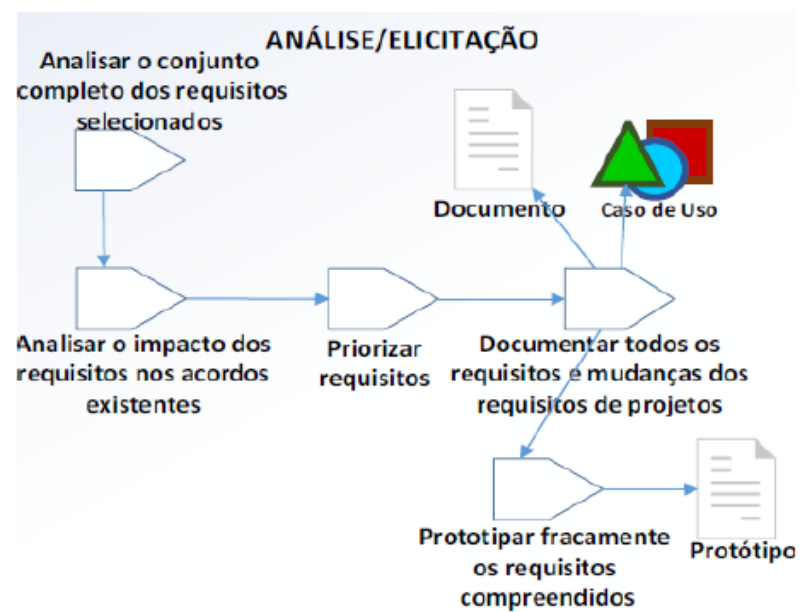 ANÁLISE/ELICITAÇÃO
Analisar o conjunto
completo dos requisitos
selecionados
Documento
Caso de Uso
Analisar o impacto dos
requisitos nos acordos
existentes
Priorizar
requisitos
Documentar todos os
requisitos e mudanças dos
requisitos de projetos
Prototipar fracamente
os requisitos
compreendidos
Protótipo